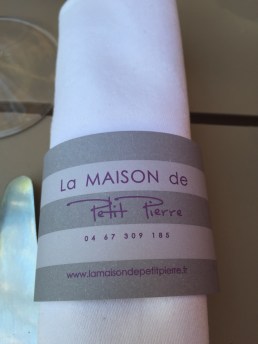 La MAISON de
Petit Pierre
04 67 309 185
www.lamaisondepetitpierre.fr